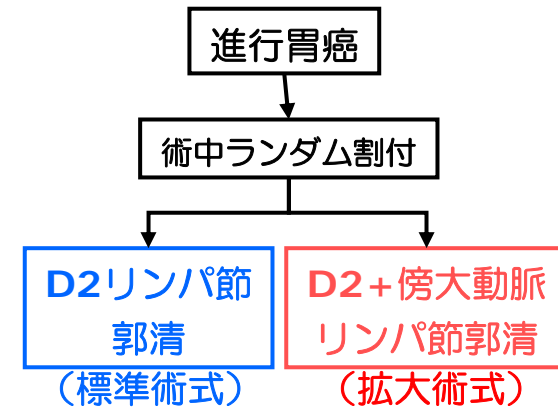 進行胃癌
術中ランダム割付
D2リンパ節
郭清
（標準術式）
D2+傍大動脈
リンパ節郭清
（拡大術式）